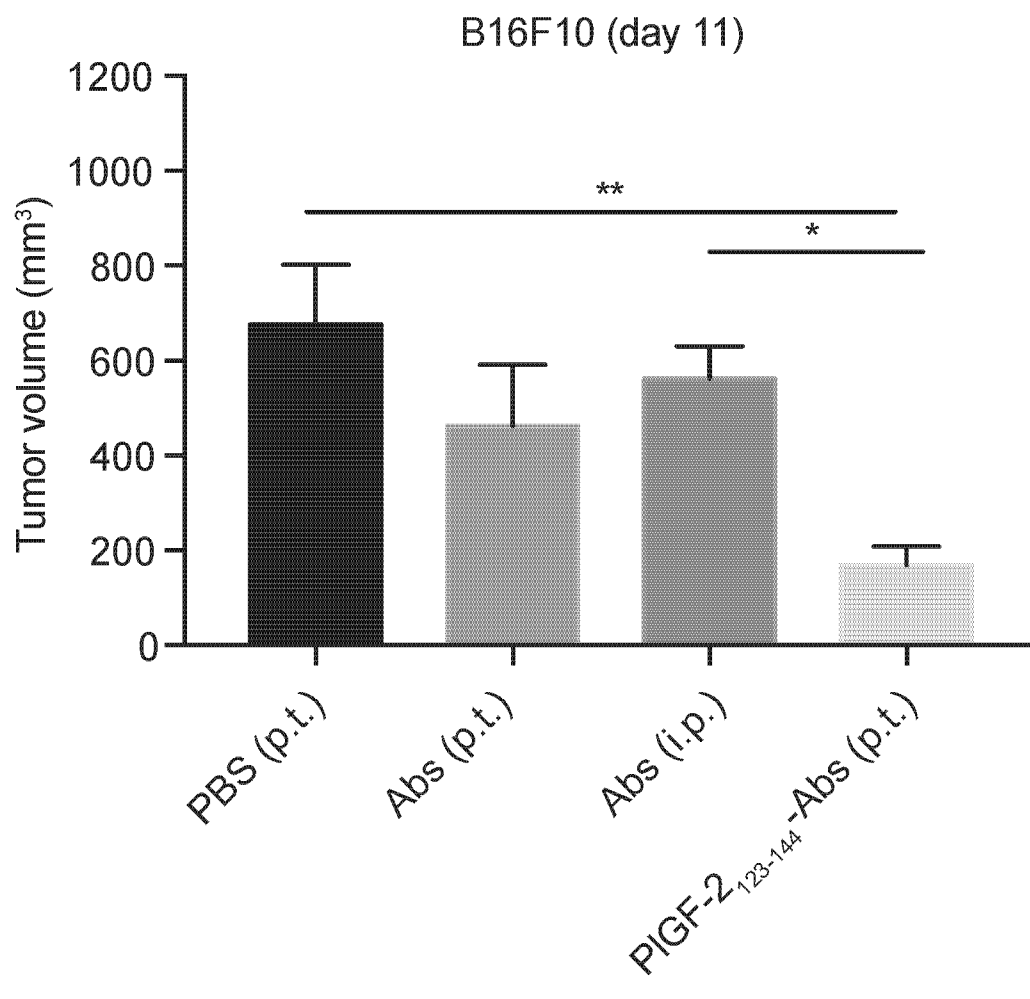 B16F10 (day 11)
Tumor volume (mm³)
1200
1000
800
600
400
200
0
**
*
PBS (p.t.)
Abs (p.t.)
Abs (i.p.)
PlGF-2₁₂₃₋₁₄₄-Abs (p.t.)